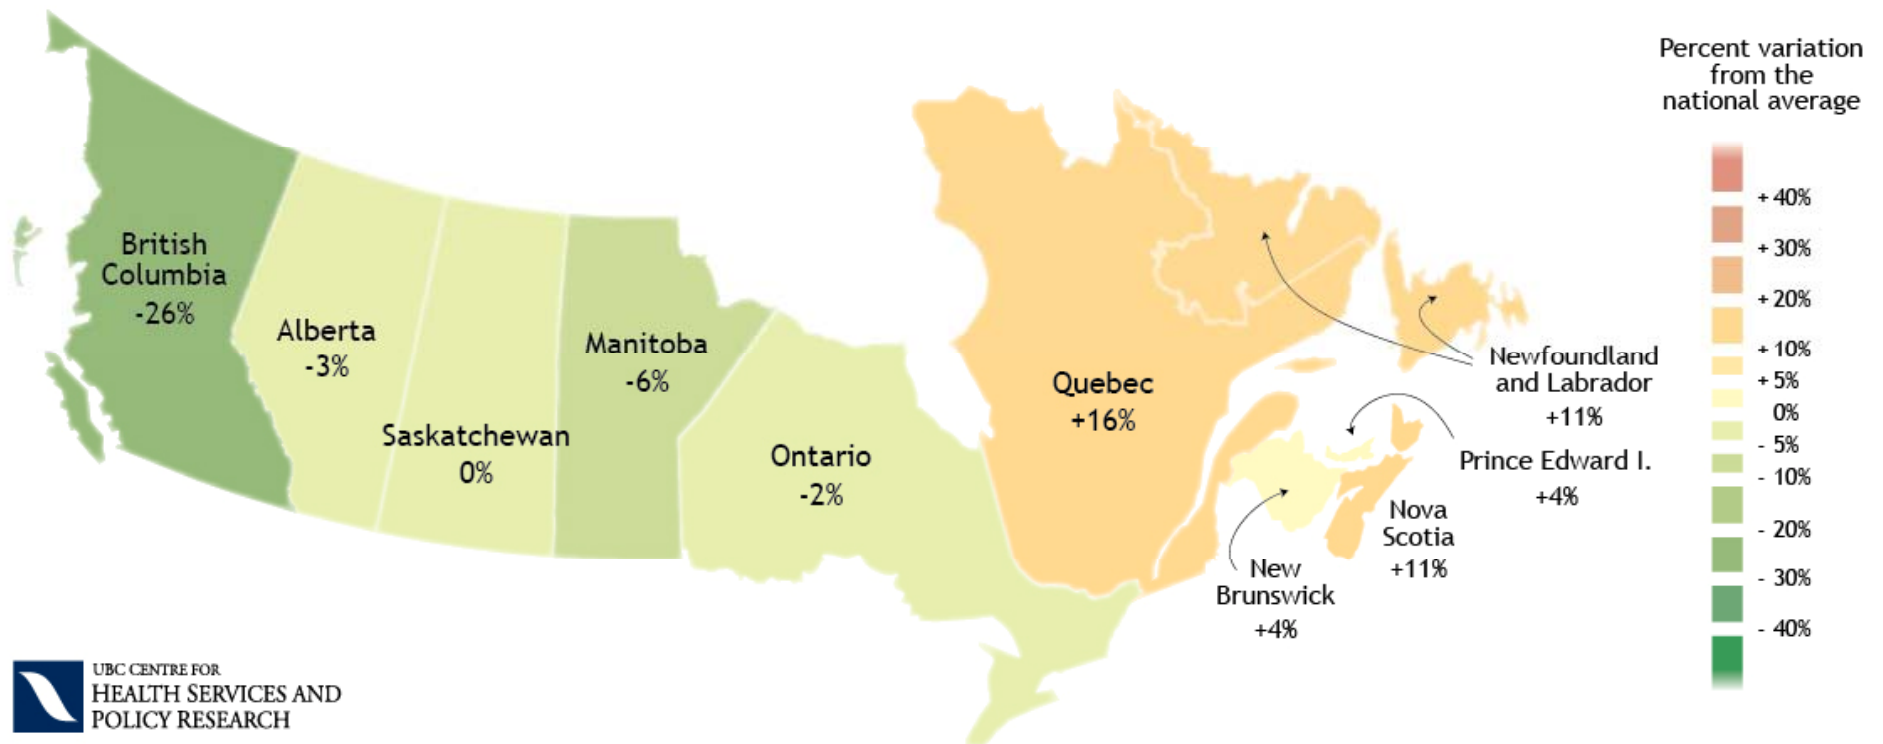 Percent variation
from the
national average
+ 40%
+ 30%
+ 20%
+ 10%
+ 5%
0%
- 5%
- 10%
- 20%
- 30%
- 40%
British
Columbia
-26%
Alberta
-3%
Saskatchewan
0%
Manitoba
-6%
Ontario
-2%
Quebec
+16%
Newfoundland
and Labrador
+11%
Prince Edward I.
+4%
Nova
Scotia
+11%
New
Brunswick
+4%
UBC CENTRE FOR
HEALTH SERVICES AND
POLICY RESEARCH